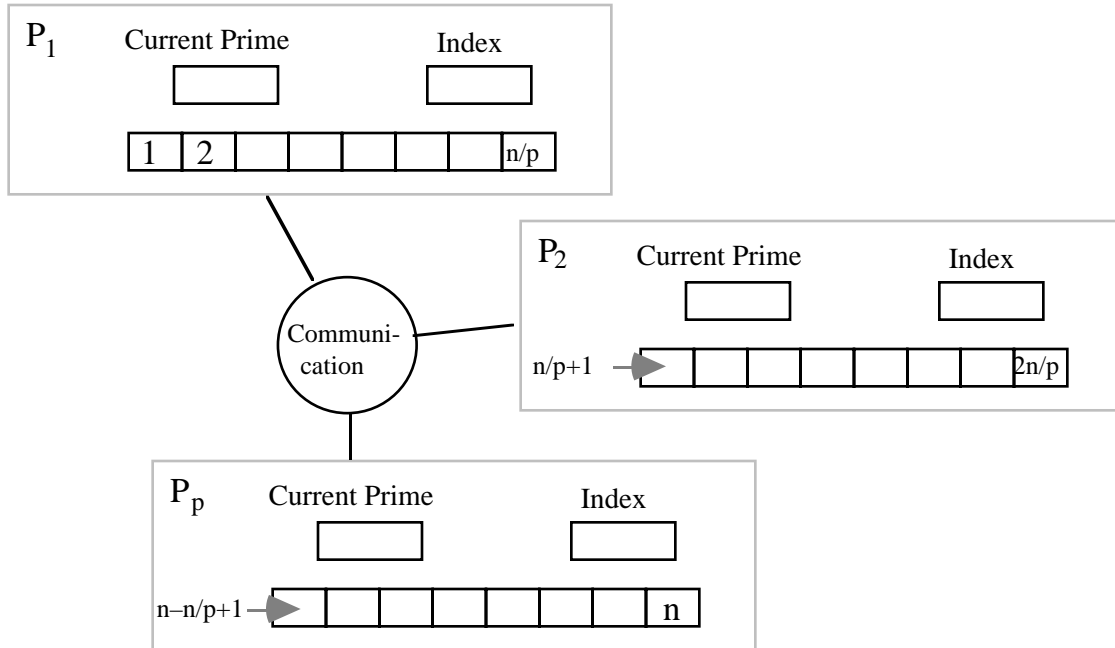 P1
Current Prime
Index
1 2 n/p
P2
Current Prime
Index
n/p+1
2n/p
Communi-
cation
Pp
Current Prime
Index
n–n/p+1
n